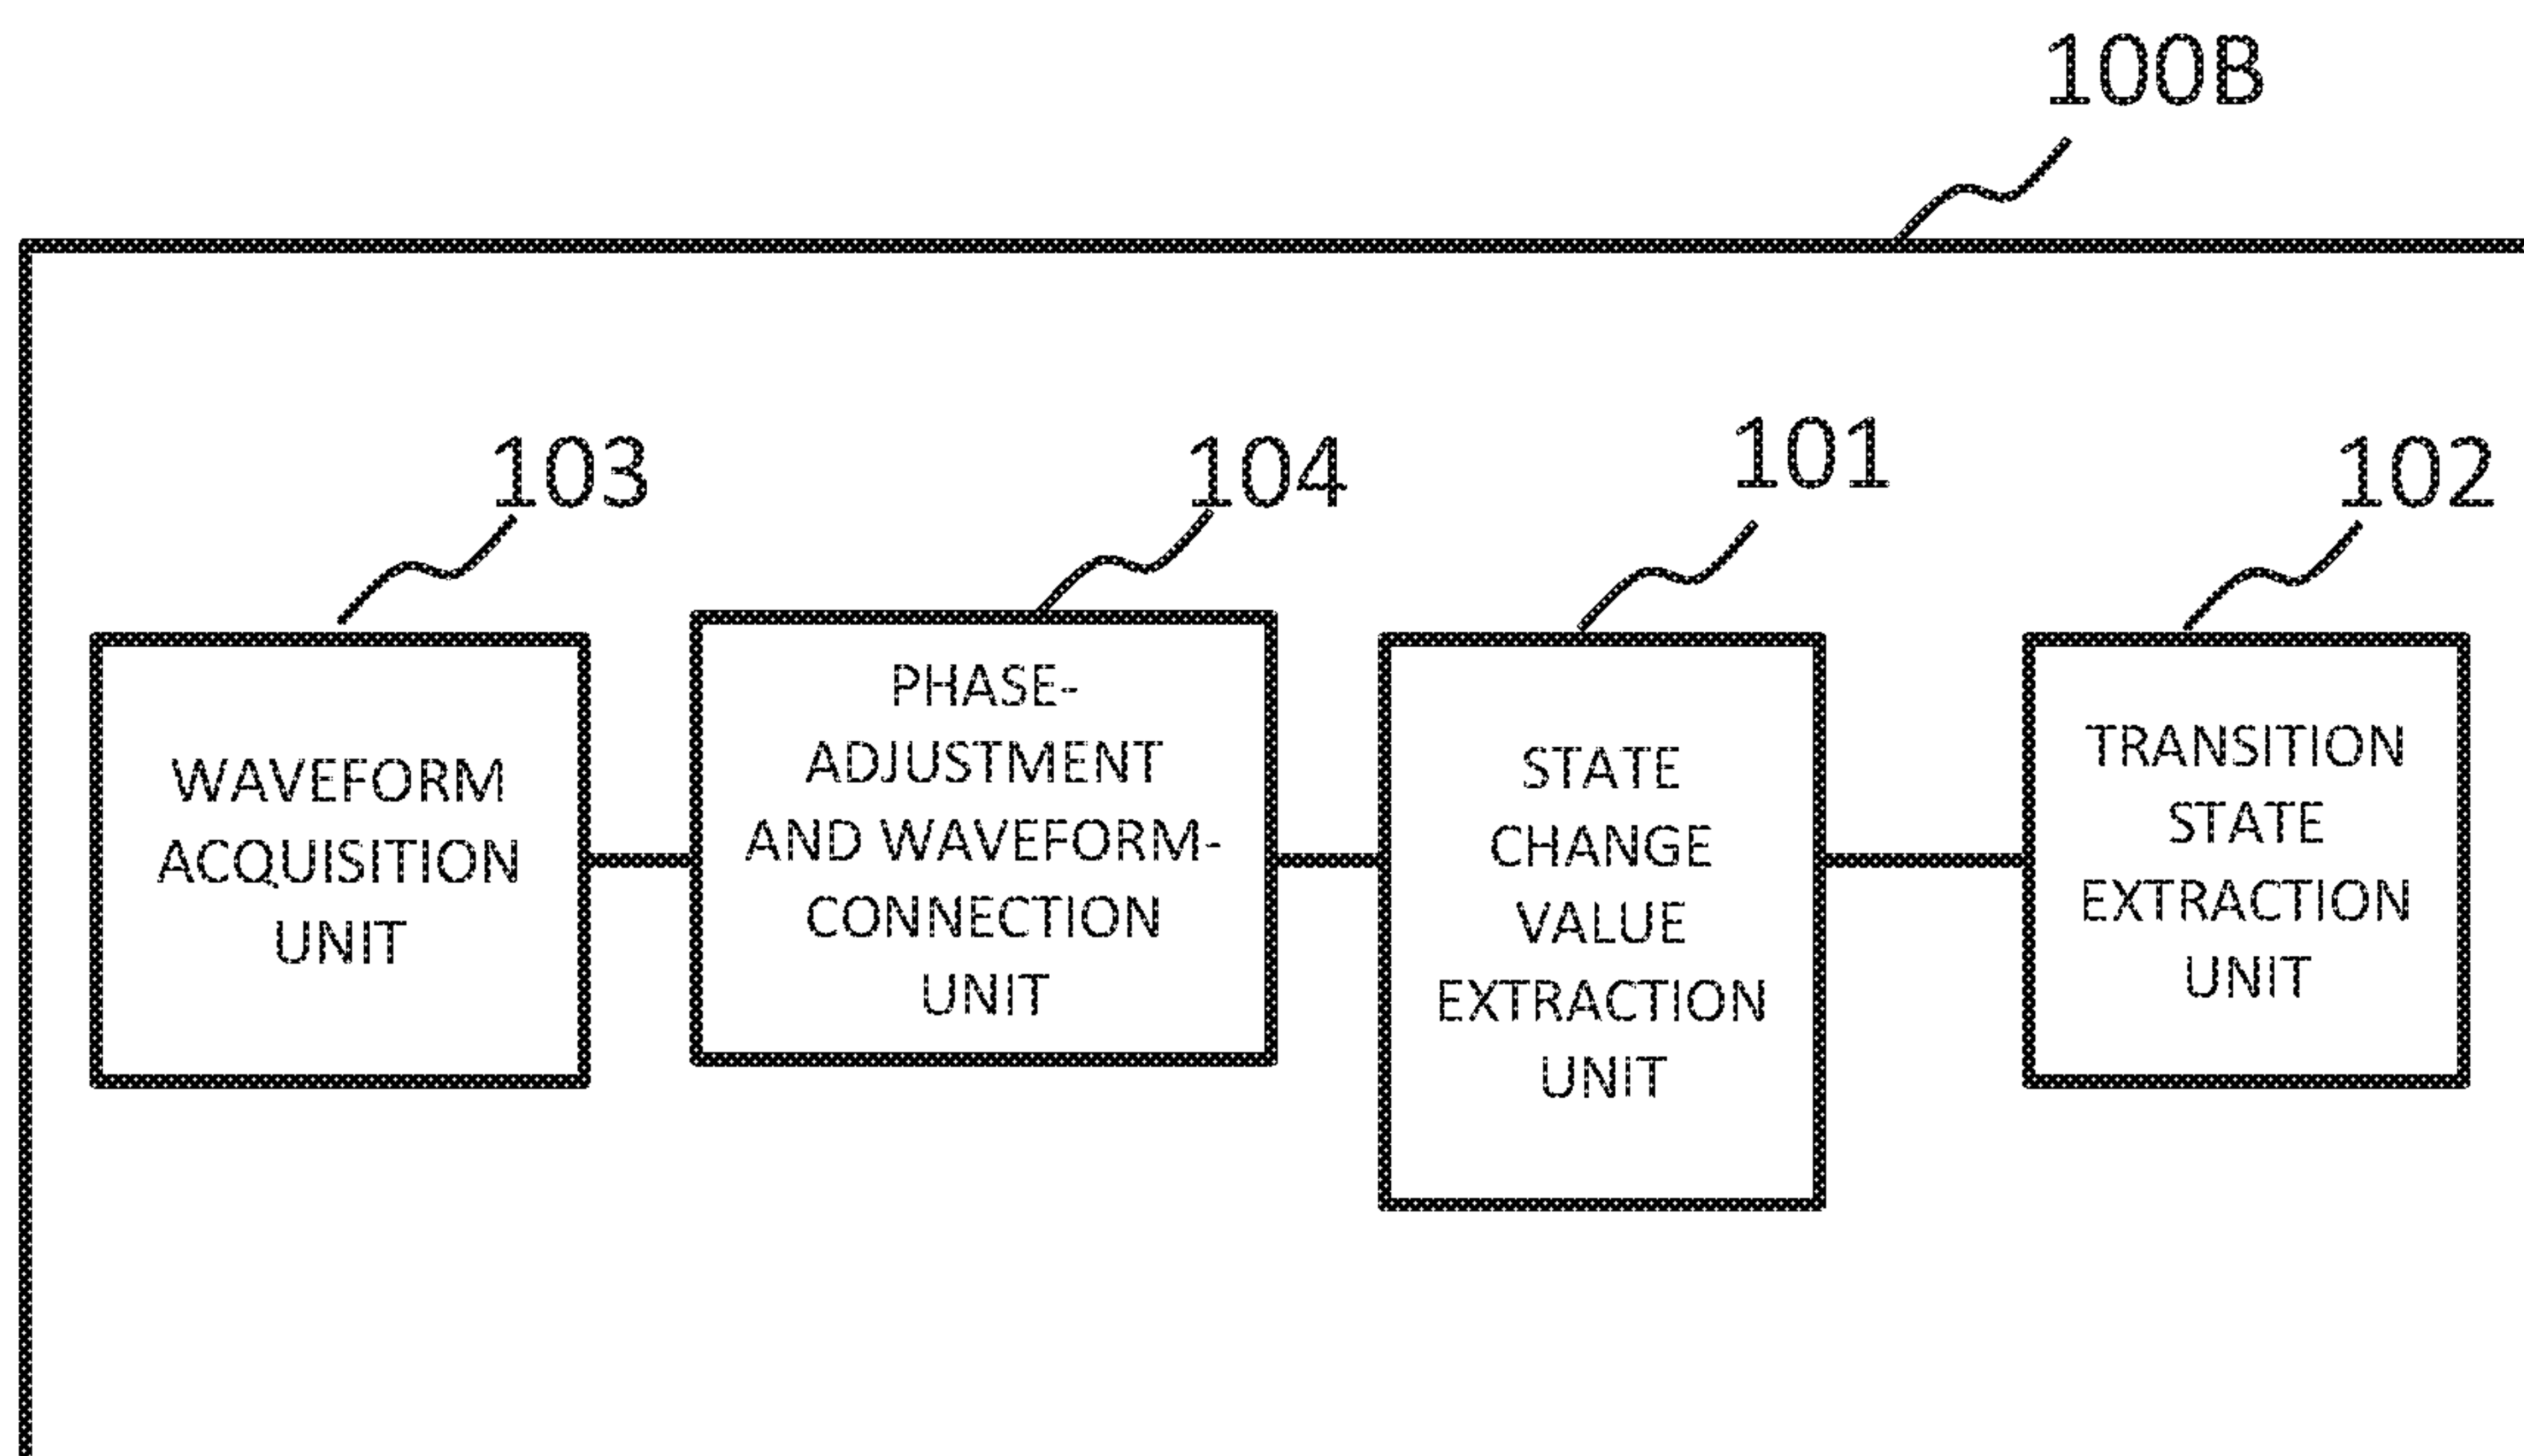 100B
103
104
101
102
WAVEFORM
ACQUISITION
UNIT
PHASE-
ADJUSTMENT
AND WAVEFORM-
CONNECTION
UNIT
STATE
CHANGE
VALUE
EXTRACTION
UNIT
TRANSITION
STATE
EXTRACTION
UNIT